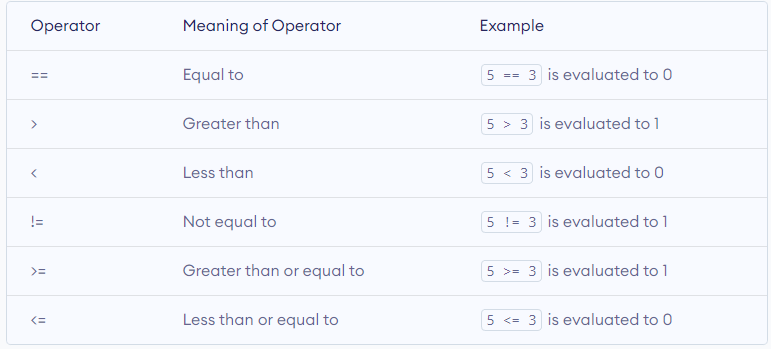 Operator Meaning of Operator Example
== Equal to 5 == 3 is evaluated to 0
> Greater than 5 > 3 is evaluated to 1
< Less than 5 < 3 is evaluated to 0
!= Not equal to 5 != 3 is evaluated to 1
>= Greater than or equal to 5 >= 3 is evaluated to 1
<= Less than or equal to 5 <= 3 is evaluated to 0